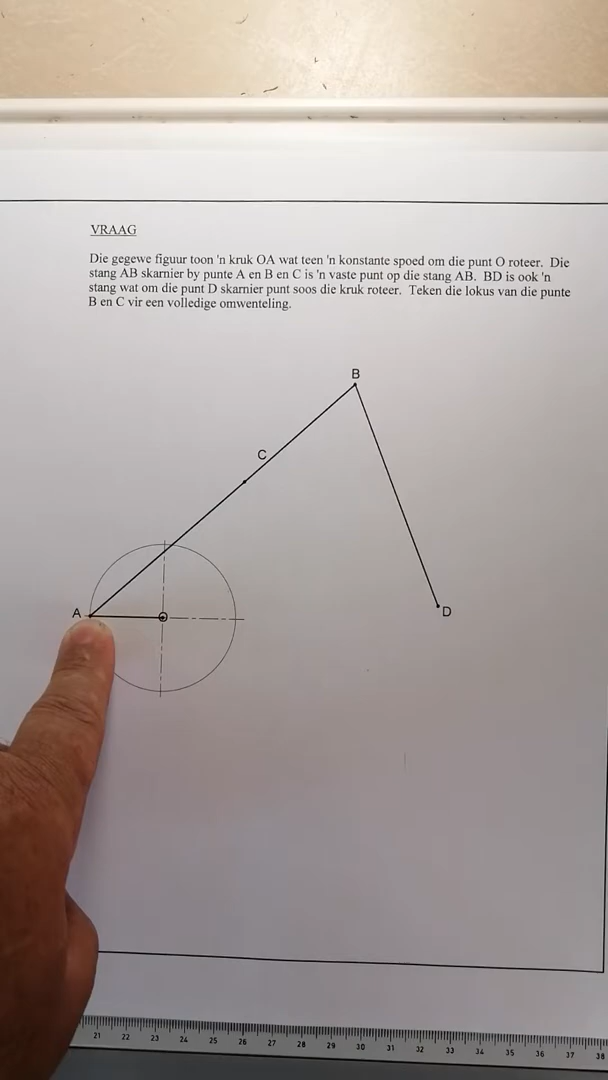 VRAAG
Die gegewe figuur toon 'n kruk OA wat teen 'n konstante spoed om die punt O roteer. Die
stang AB skarnier by punte A en B en C is 'n vaste punt op die stang AB. BD is ook 'n
stang wat om die punt D skarnier punt soos die kruk roteer. Teken die lokus van die punte
B en C vir een volledige omwenteling.
B
C
A
D
21 22 23 24 25 26 27 28 29 30 31 32 33 34 35 36 37 38